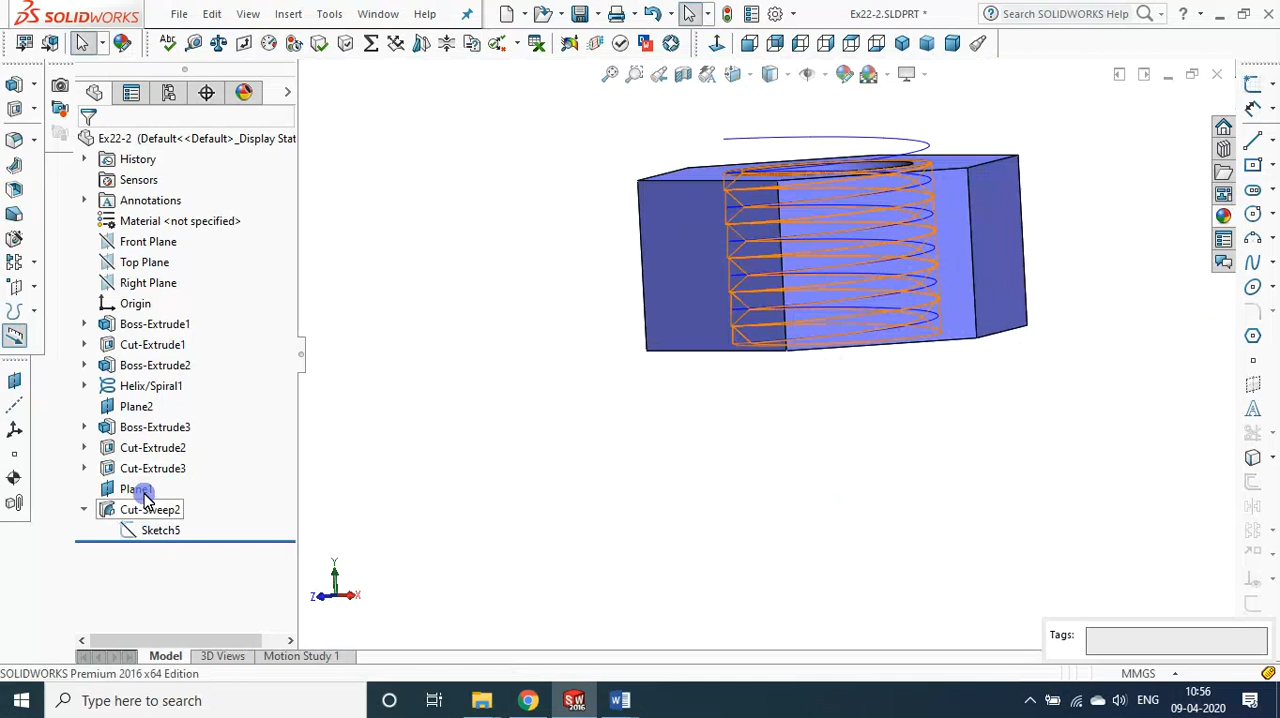 SOLIDWORKS
File
Edit
View
Insert
Tools
Window
Help
Ex22-2.SLDPRT *
Search SOLIDWORKS Help
Ex22-2 (Default<<Default>_Display Stat
History
Sensors
Annotations
Material <not specified>
Front Plane
Top Plane
Right Plane
Origin
Boss-Extrude1
Cut-Extrude1
Boss-Extrude2
Helix/Spiral1
Plane2
Boss-Extrude3
Cut-Extrude2
Cut-Extrude3
Plane1
Cut-Sweep2
Sketch5
Y
Z
X
Tags:
Model
3D Views
Motion Study 1
SOLIDWORKS Premium 2016 x64 Edition
MMGS
Type here to search
ENG
10:56
09-04-2020